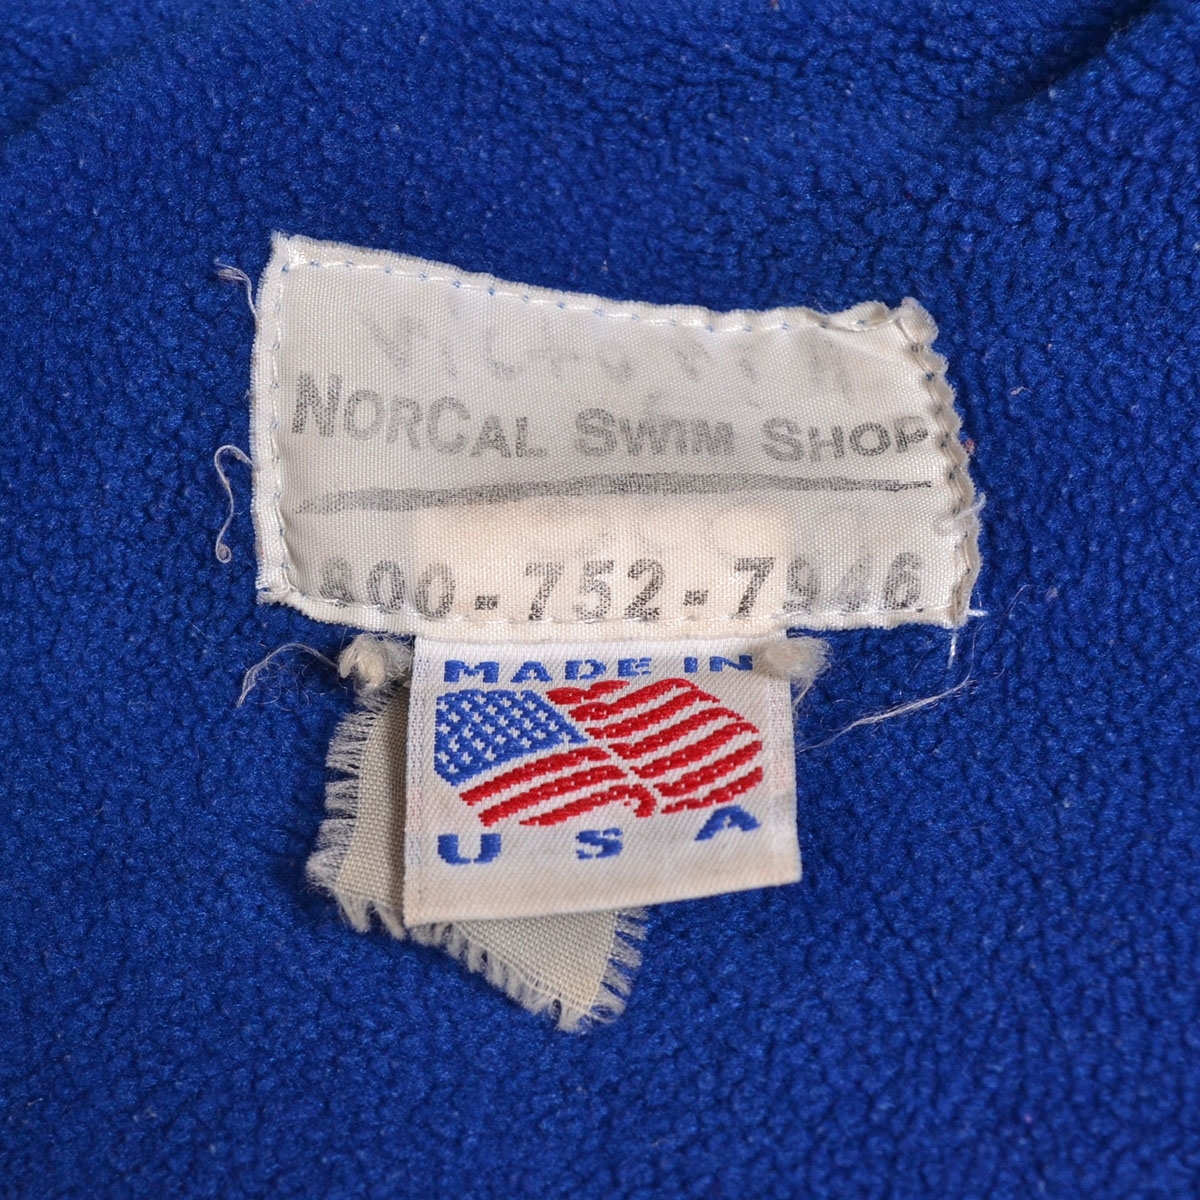 NORCAL SWIM SHOP
800-752-7946
MADE IN
USA